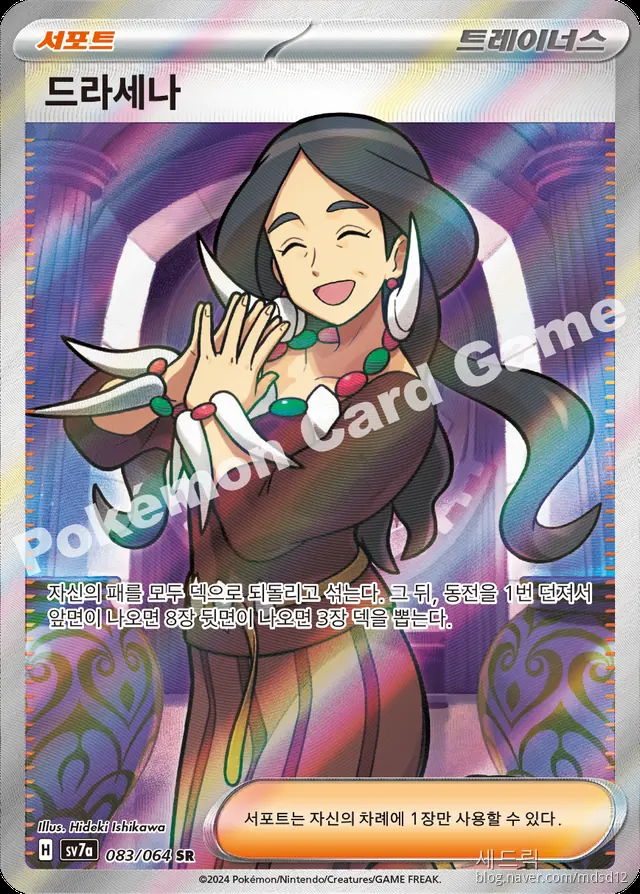 서포트
트레이너스
드라세나
Pokémon Card Game
자신의 패를 모두 덱으로 되돌리고 섞는다. 그 뒤, 동전을 1번 던져서
앞면이 나오면 8장 뒷면이 나오면 3장 덱을 뽑는다.
서포트는 자신의 차례에 1장만 사용할 수 있다.
Illus. Hideki Ishikawa
H sv7a 083/064 SR
©2024 Pokémon/Nintendo/Creatures/GAME FREAK.
세드릭
blog.naver.com/mdsd12